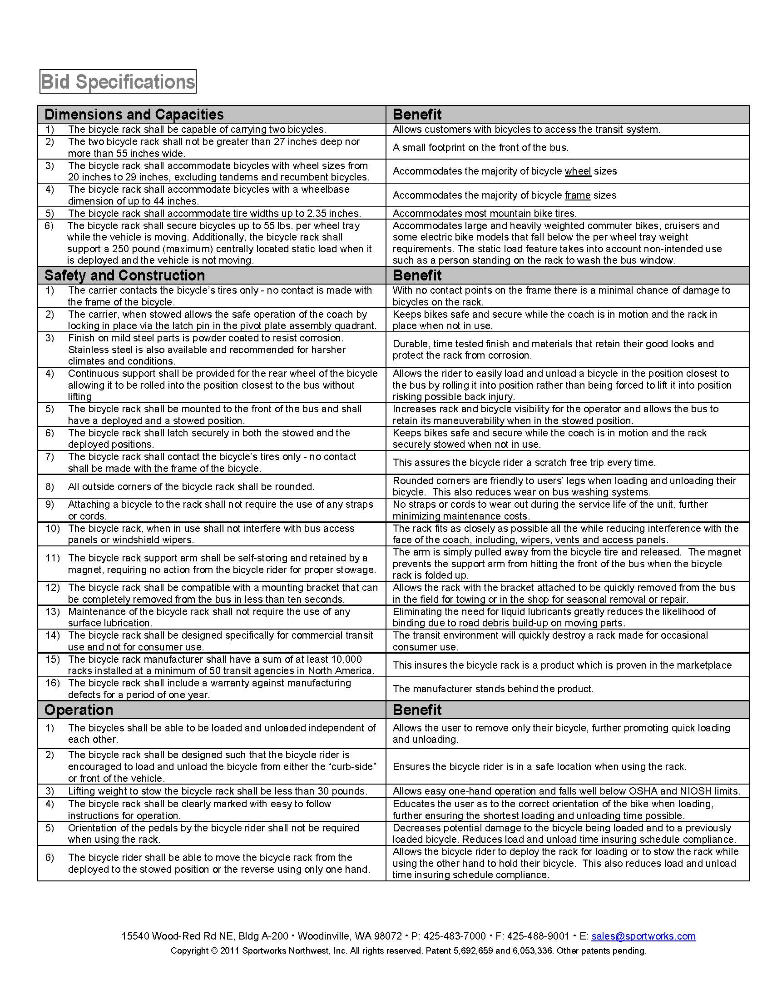 Bid Specifications
Dimensions and Capacities
Benefit
1) The bicycle rack shall be capable of carrying two bicycles.
Allows customers with bicycles to access the transit system.
2) The two bicycle rack shall not be greater than 27 inches deep nor
more than 55 inches wide.
A small footprint on the front of the bus.
3) The bicycle rack shall accommodate bicycles with wheel sizes from
20 inches to 29 inches, excluding tandems and recumbent bicycles.
Accommodates the majority of bicycle wheel sizes
4) The bicycle rack shall accommodate bicycles with a wheelbase
dimension of up to 44 inches.
Accommodates the majority of bicycle frame sizes
5) The bicycle rack shall accommodate tire widths up to 2.35 inches.
Accommodates most mountain bike tires.
6) The bicycle rack shall secure bicycles up to 55 lbs. per wheel tray
while the vehicle is moving. Additionally, the bicycle rack shall
support a 250 pound (maximum) centrally located static load when it
is deployed and the vehicle is not moving.
Accommodates large and heavily weighted commuter bikes, cruisers and
some electric bike models that fall below the per wheel tray weight
requirements. The static load feature takes into account non-intended use
such as a person standing on the rack to wash the bus window.
Safety and Construction
Benefit
1) The carrier contacts the bicycle’s tires only - no contact is made with
the frame of the bicycle.
With no contact points on the frame there is a minimal chance of damage to
bicycles on the rack.
2) The carrier, when stowed allows the safe operation of the coach by
locking in place via the latch pin in the pivot plate assembly quadrant.
Keeps bikes safe and secure while the coach is in motion and the rack in
place when not in use.
3) Finish on mild steel parts is powder coated to resist corrosion.
Stainless steel is also available and recommended for harsher
climates and conditions.
Durable, time tested finish and materials that retain their good looks and
protect the rack from corrosion.
4) Continuous support shall be provided for the rear wheel of the bicycle
allowing it to be rolled into the position closest to the bus without
lifting
Allows the rider to easily load and unload a bicycle in the position closest to
the bus by rolling it into position rather than being forced to lift it into position
risking possible back injury.
5) The bicycle rack shall be mounted to the front of the bus and shall
have a deployed and a stowed position.
Increases rack and bicycle visibility for the operator and allows the bus to
retain its maneuverability when in the stowed position.
6) The bicycle rack shall latch securely in both the stowed and the
deployed positions.
Keeps bikes safe and secure while the coach is in motion and the rack
securely stowed when not in use.
7) The bicycle rack shall contact the bicycle’s tires only - no contact
shall be made with the frame of the bicycle.
This assures the bicycle rider a scratch free trip every time.
8) All outside corners of the bicycle rack shall be rounded.
Rounded corners are friendly to users’ legs when loading and unloading their
bicycle.  This also reduces wear on bus washing systems.
9) Attaching a bicycle to the rack shall not require the use of any straps
or cords.
No straps or cords to wear out during the service life of the unit, further
minimizing maintenance costs.
10) The bicycle rack, when in use shall not interfere with bus access
panels or windshield wipers.
The rack fits as closely as possible all the while reducing interference with the
face of the coach, including, wipers, vents and access panels.
11) The bicycle rack support arm shall be self-storing and retained by a
magnet, requiring no action from the bicycle rider for proper stowage.
The arm is simply pulled away from the bicycle tire and released.  The magnet
prevents the support arm from hitting the front of the bus when the bicycle
rack is folded up.
12) The bicycle rack shall be compatible with a mounting bracket that can
be completely removed from the bus in less than ten seconds.
Allows the rack with the bracket attached to be quickly removed from the bus
in the field for towing or in the shop for seasonal removal or repair.
13) Maintenance of the bicycle rack shall not require the use of any
surface lubrication.
Eliminating the need for liquid lubricants greatly reduces the likelihood of
binding due to road debris build-up on moving parts.
14) The bicycle rack shall be designed specifically for commercial transit
use and not for consumer use.
The transit environment will quickly destroy a rack made for occasional
consumer use.
15) The bicycle rack manufacturer shall have a sum of at least 10,000
racks installed at a minimum of 50 transit agencies in North America.
This insures the bicycle rack is a product which is proven in the marketplace
16) The bicycle rack shall include a warranty against manufacturing
defects for a period of one year.
The manufacturer stands behind the product.
Operation
Benefit
1) The bicycles shall be able to be loaded and unloaded independent of
each other.
Allows the user to remove only their bicycle, further promoting quick loading
and unloading.
2) The bicycle rack shall be designed such that the bicycle rider is
encouraged to load and unload the bicycle from either the “curb-side”
or front of the vehicle.
Ensures the bicycle rider is in a safe location when using the rack.
3) Lifting weight to stow the bicycle rack shall be less than 30 pounds.
Allows easy one-hand operation and falls well below OSHA and NIOSH limits.
4) The bicycle rack shall be clearly marked with easy to follow
instructions for operation.
Educates the user as to the correct orientation of the bike when loading,
further ensuring the shortest loading and unloading time possible.
5) Orientation of the pedals by the bicycle rider shall not be required
when using the rack.
Decreases potential damage to the bicycle being loaded and to a previously
loaded bicycle. Reduces load and unload time insuring schedule compliance.
6) The bicycle rider shall be able to move the bicycle rack from the
deployed to the stowed position or the reverse using only one hand.
Allows the bicycle rider to deploy the rack for loading or to stow the rack while
using the other hand to hold their bicycle.  This also reduces load and unload
time insuring schedule compliance.
15540 Wood-Red Rd NE, Bldg A-200 • Woodinville, WA 98072 • P: 425-483-7000 • F: 425-488-9001 • E: sales@sportworks.com
Copyright © 2011 Sportworks Northwest, Inc. All rights reserved. Patent 5,692,659 and 6,053,336. Other patents pending.